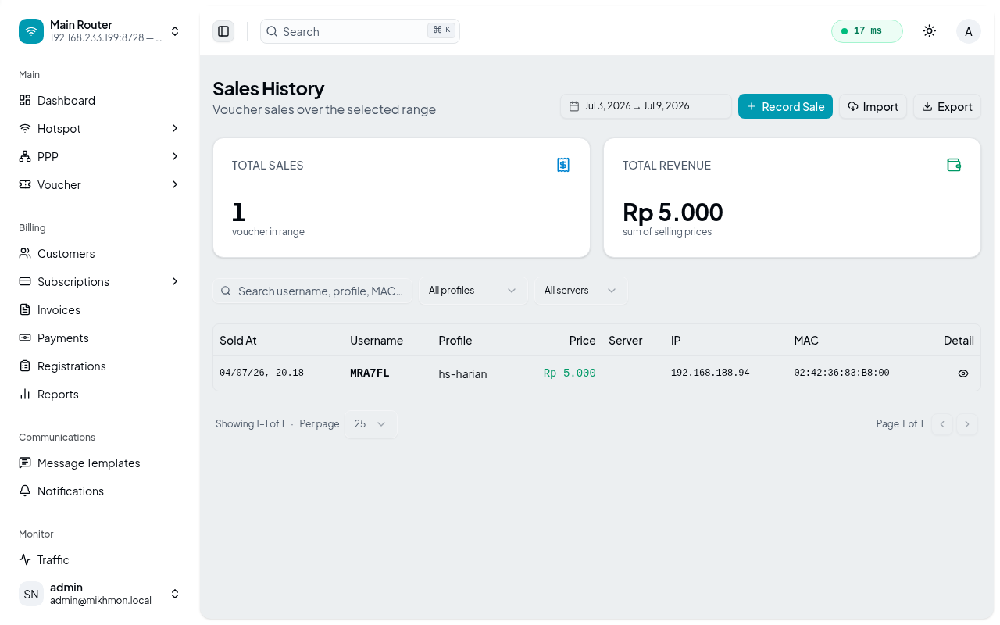 Main Router
192.168.233.199:8728 — ...
Main
Dashboard
Hotspot
PPP
Voucher
Billing
Customers
Subscriptions
Invoices
Payments
Registrations
Reports
Communications
Message Templates
Notifications
Monitor
Traffic
SN
admin
admin@mikhmon.local
Search
⌘ K
17 ms
A
Sales History
Voucher sales over the selected range
Jul 3, 2026 → Jul 9, 2026
Record Sale
Import
Export
TOTAL SALES
1
voucher in range
TOTAL REVENUE
Rp 5.000
sum of selling prices
Search username, profile, MAC...
All profiles
All servers
Sold At Username Profile Price Server IP MAC Detail
04/07/26, 20.18 MRA7FL hs-harian Rp 5.000 192.168.188.94 02:42:36:83:B8:00
Showing 1–1 of 1 · Per page 25
Page 1 of 1